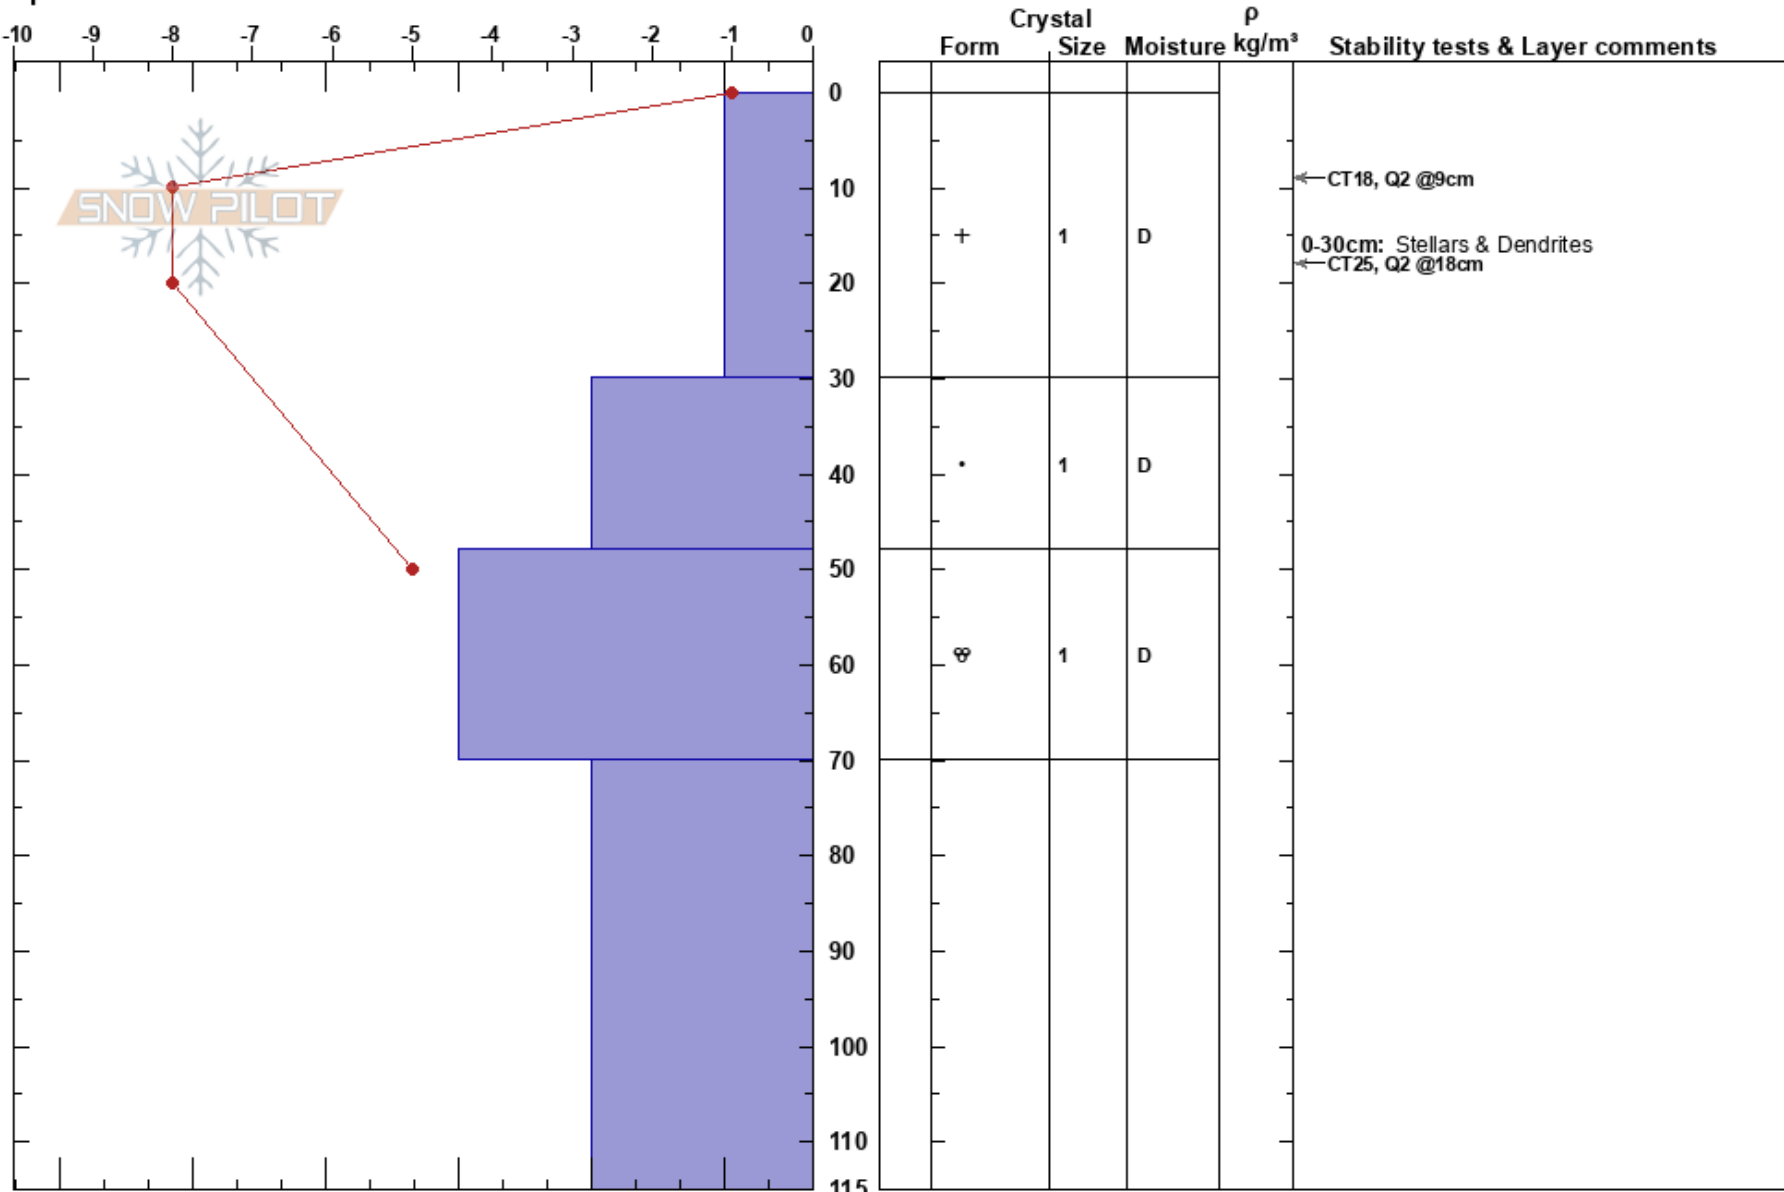 -10 -9 -8 -7 -6 -5 -4 -3 -2 -1 0
Crystal
ρ
Form Size Moisture kg/m³ Stability tests & Layer comments
0
CT18, Q2 @9cm
10
SNOW PILOT
+ 1 D
0-30cm: Stellars & Dendrites
CT25, Q2 @18cm
20
30
• 1 D
40
50
1 D
60
70
80
90
100
110
115